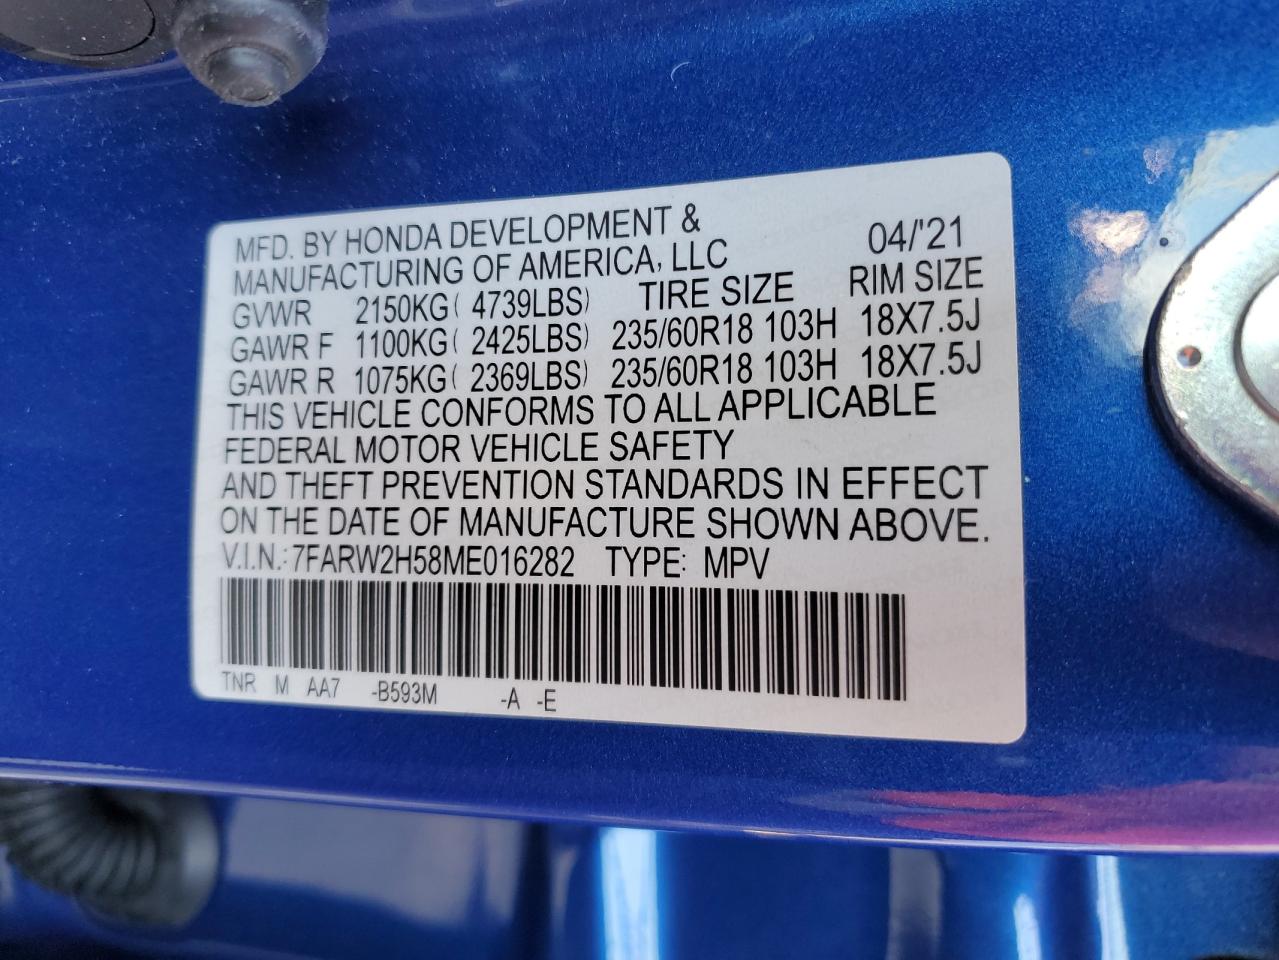 MFD. BY HONDA DEVELOPMENT &
MANUFACTURING OF AMERICA, LLC 04/'21
GVWR 2150KG( 4739LBS) TIRE SIZE RIM SIZE
GAWR F 1100KG( 2425LBS) 235/60R18 103H 18X7.5J
GAWR R 1075KG( 2369LBS) 235/60R18 103H 18X7.5J
THIS VEHICLE CONFORMS TO ALL APPLICABLE
FEDERAL MOTOR VEHICLE SAFETY
AND THEFT PREVENTION STANDARDS IN EFFECT
ON THE DATE OF MANUFACTURE SHOWN ABOVE.
V.I.N.: 7FARW2H58ME016282 TYPE: MPV
TNR M AA7 -B593M -A -E